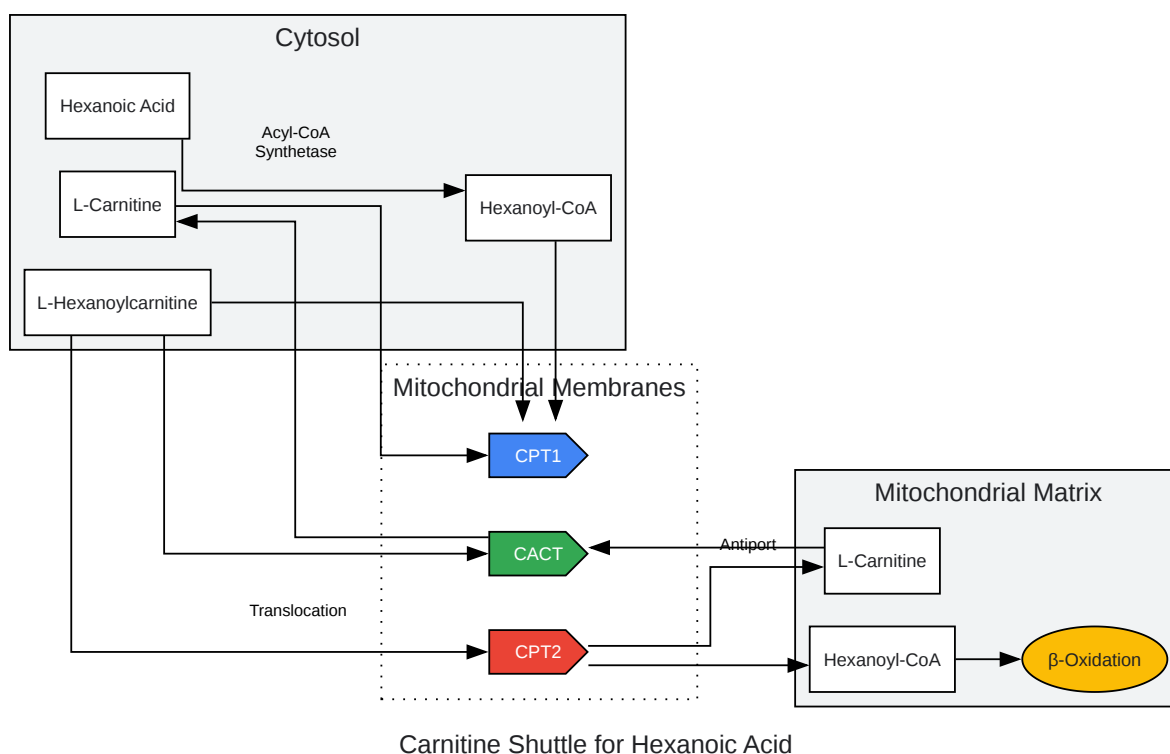 Cytosol
Hexanoic Acid
Acyl-CoA
Synthetase
L-Carnitine
Hexanoyl-CoA
L-Hexanoylcarnitine
Mitochondrial Membranes
CPT1
Mitochondrial Matrix
CACT
Antiport
L-Carnitine
Translocation
CPT2
Hexanoyl-CoA
β-Oxidation
Carnitine Shuttle for Hexanoic Acid